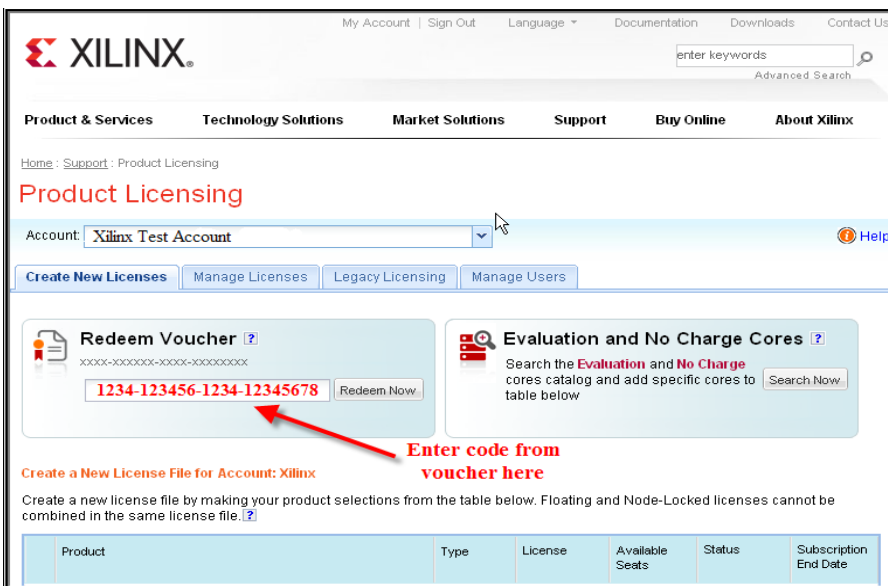 My Account | Sign Out Language Documentation Downloads Contact Us
XILINX®
enter keywords
Advanced Search
Product & Services Technology Solutions Market Solutions Support Buy Online About Xilinx
Home : Support : Product Licensing
Product Licensing
Account: Xilinx Test Account
Help
Create New Licenses Manage Licenses Legacy Licensing Manage Users
Redeem Voucher ?
xxxx-xxxxxx-xxxx-xxxxxxxx
1234-123456-1234-12345678 Redeem Now
Evaluation and No Charge Cores ?
Search the Evaluation and No Charge
cores catalog and add specific cores to
table below
Search Now
Enter code from
voucher here
Create a New License File for Account: Xilinx
Create a new license file by making your product selections from the table below. Floating and Node-Locked licenses cannot be
combined in the same license file. ?
Product Type License Available Seats Status Subscription End Date